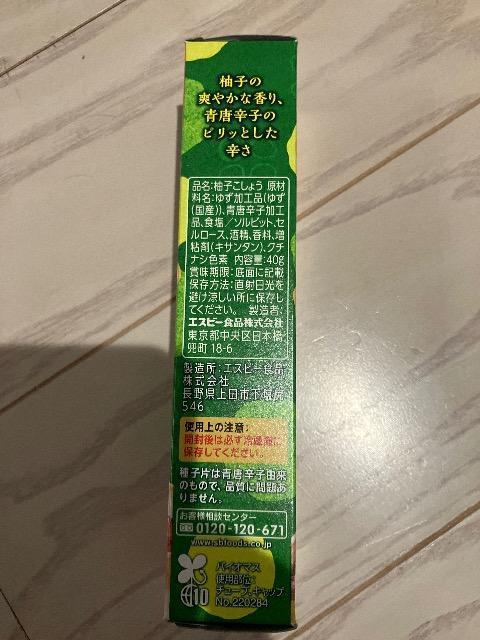 柚子の
爽やかな香り、
青唐辛子の
ピリッとした
辛さ
品名:柚子こしょう 原材
料名:ゆず加工品(ゆず
(国産))、青唐辛子加工
品、食塩/ソルビット、セ
ルロース、酒精、香料、増
粘剤(キサンタン)、クチ
ナシ色素 内容量:40g
賞味期限:底面に記載
保存方法:直射日光を
避け涼しい所に保存し
てください。 製造者:
エスビー食品株式会社
東京都中央区日本橋
兜町18-6
製造所:エスビー食品
株式会社
長野県上田市下塩尻
546
使用上の注意:
開封後は必ず冷蔵庫に
保存してください。
種子片は青唐辛子由来
のもので、品質に問題あ
りません。
お客様相談センター
0120-120-671
www.sbfoods.co.jp
バイオマス
10 使用部位:
チューブ、キャップ
No.220284